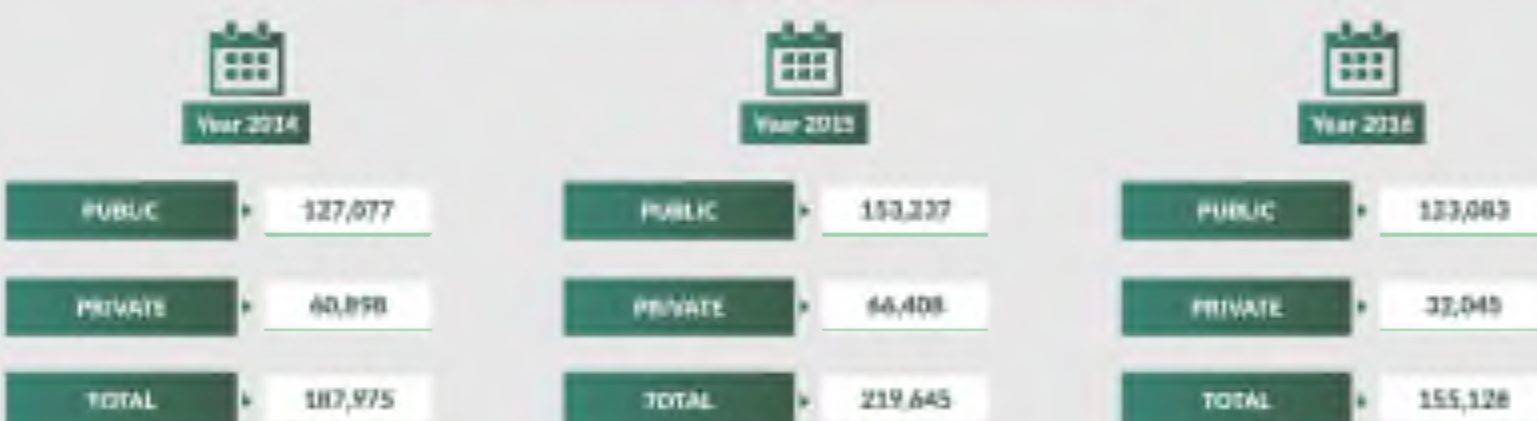 Year 2014 Year 2015 Year 2016
PUBLIC 127,077 PUBLIC 153,237 PUBLIC 123,083
PRIVATE 60,898 PRIVATE 66,408 PRIVATE 32,045
TOTAL 187,975 TOTAL 219,645 TOTAL 155,128